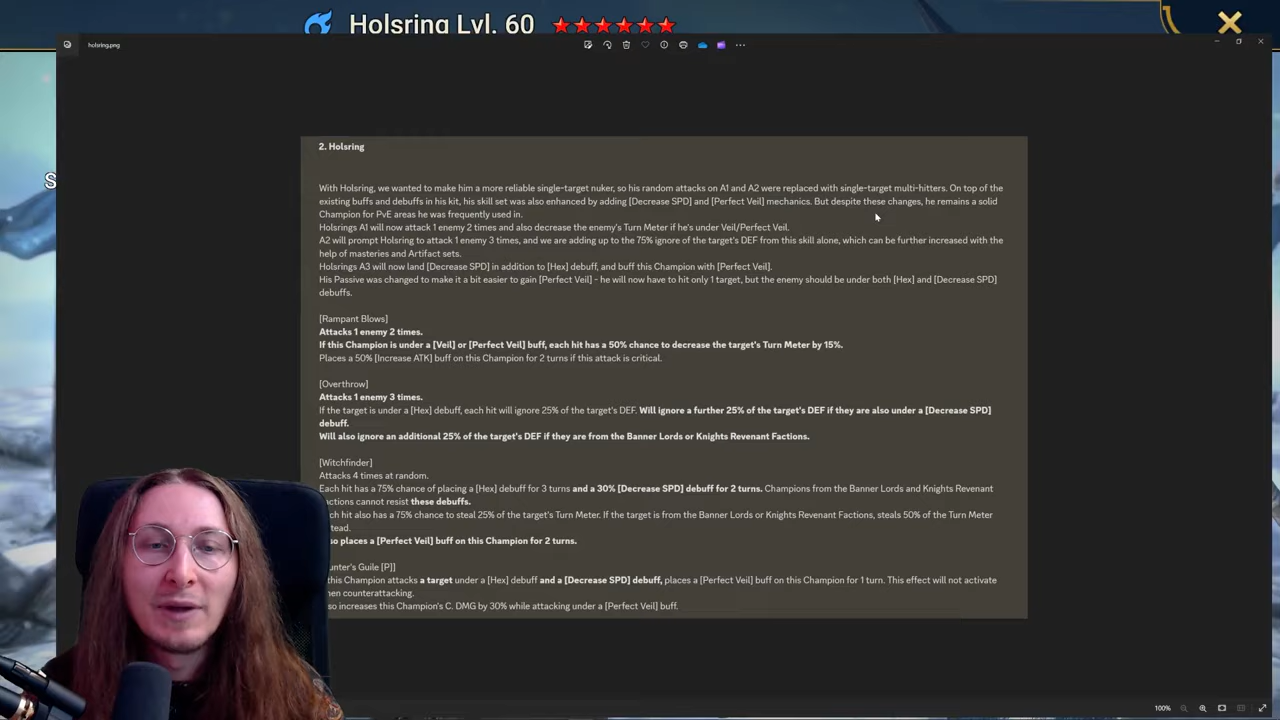 Holsring Lvl. 60
holsring.png
2. Holsring
With Holsring, we wanted to make him a more reliable single-target nuker, so his random attacks on A1 and A2 were replaced with single-target multi-hitters. On top of the
existing buffs and debuffs in his kit, his skill set was also enhanced by adding [Decrease SPD] and [Perfect Veil] mechanics. But despite these changes, he remains a solid
Champion for PvE areas he was frequently used in.
Holsrings A1 will now attack 1 enemy 2 times and also decrease the enemy's Turn Meter if he's under Veil/Perfect Veil.
A2 will prompt Holsring to attack 1 enemy 3 times, and we are adding up to the 75% ignore of the target's DEF from this skill alone, which can be further increased with the
help of masteries and Artifact sets.
Holsrings A3 will now land [Decrease SPD] in addition to [Hex] debuff, and buff this Champion with [Perfect Veil].
His Passive was changed to make it a bit easier to gain [Perfect Veil] - he will now have to hit only 1 target, but the enemy should be under both [Hex] and [Decrease SPD]
debuffs.
[Rampant Blows]
Attacks 1 enemy 2 times.
If this Champion is under a [Veil] or [Perfect Veil] buff, each hit has a 50% chance to decrease the target's Turn Meter by 15%.
Places a 50% [Increase ATK] buff on this Champion for 2 turns if this attack is critical.
[Overthrow]
Attacks 1 enemy 3 times.
If the target is under a [Hex] debuff, each hit will ignore 25% of the target's DEF. Will ignore a further 25% of the target's DEF if they are also under a [Decrease SPD]
debuff.
Will also ignore an additional 25% of the target's DEF if they are from the Banner Lords or Knights Revenant Factions.
[Witchfinder]
Attacks 4 times at random.
Each hit has a 75% chance of placing a [Hex] debuff for 3 turns and a 30% [Decrease SPD] debuff for 2 turns. Champions from the Banner Lords and Knights Revenant
ctions cannot resist these debuffs.
ch hit also has a 75% chance to steal 25% of the target's Turn Meter. If the target is from the Banner Lords or Knights Revenant Factions, steals 50% of the Turn Meter
stead.
so places a [Perfect Veil] buff on this Champion for 2 turns.
unter's Guile [P]]
this Champion attacks a target under a [Hex] debuff and a [Decrease SPD] debuff, places a [Perfect Veil] buff on this Champion for 1 turn. This effect will not activate
hen counterattacking.
so increases this Champion's C. DMG by 30% while attacking under a [Perfect Veil] buff.
100%